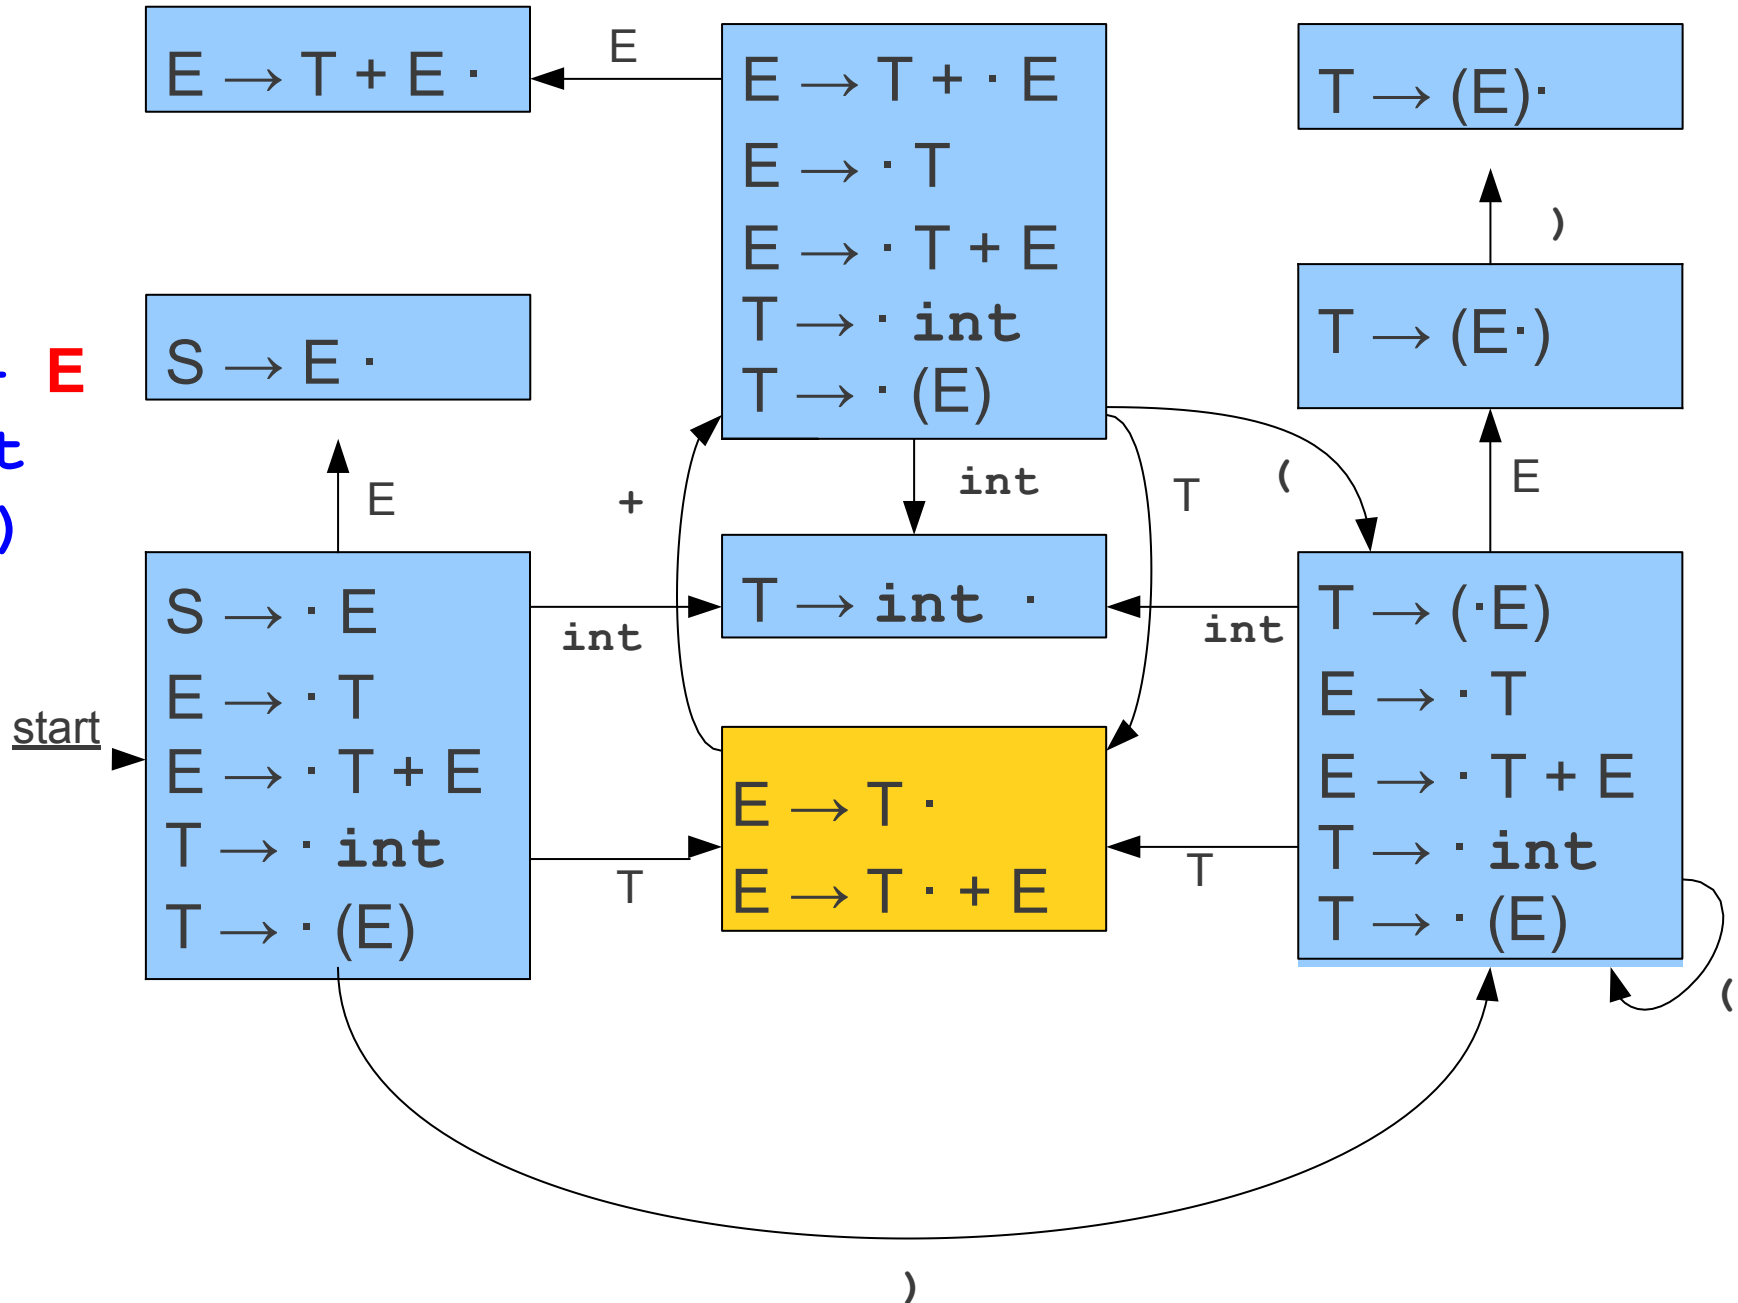 E → T + E ·
E
E → T + · E
E → · T
E → · T + E
T → · int
T → · (E)
T → (E)·
)
T → (E·)
S → E ·
E
t
)
E
+
int
T
(
E
T → int ·
int
int
start
S → · E
E → · T
E → · T + E
T → · int
T → · (E)
T
E → T ·
E → T · + E
T
T → (·E)
E → · T
E → · T + E
T → · int
T → · (E)
(
)